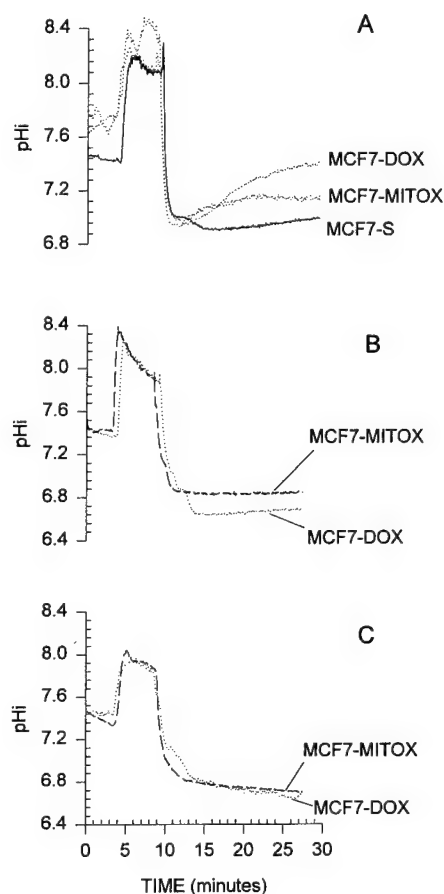 A
8.4
8.0
7.6
7.2
6.8
pHi
MCF7-DOX
MCF7-MITOX
MCF7-S
B
8.4
8.0
7.6
7.2
6.8
6.4
pHi
MCF7-MITOX
MCF7-DOX
C
8.4
8.0
7.6
7.2
6.8
6.4
pHi
MCF7-MITOX
MCF7-DOX
0 5 10 15 20 25 30
TIME (minutes)